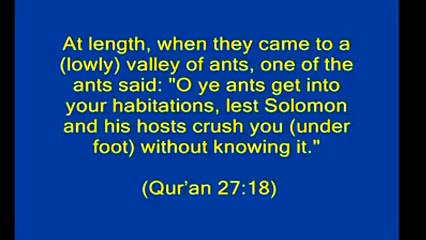 At length, when they came to a
(lowly) valley of ants, one of the
ants said: "O ye ants get into
your habitations, lest Solomon
and his hosts crush you (under
foot) without knowing it."
(Qur'an 27:18)